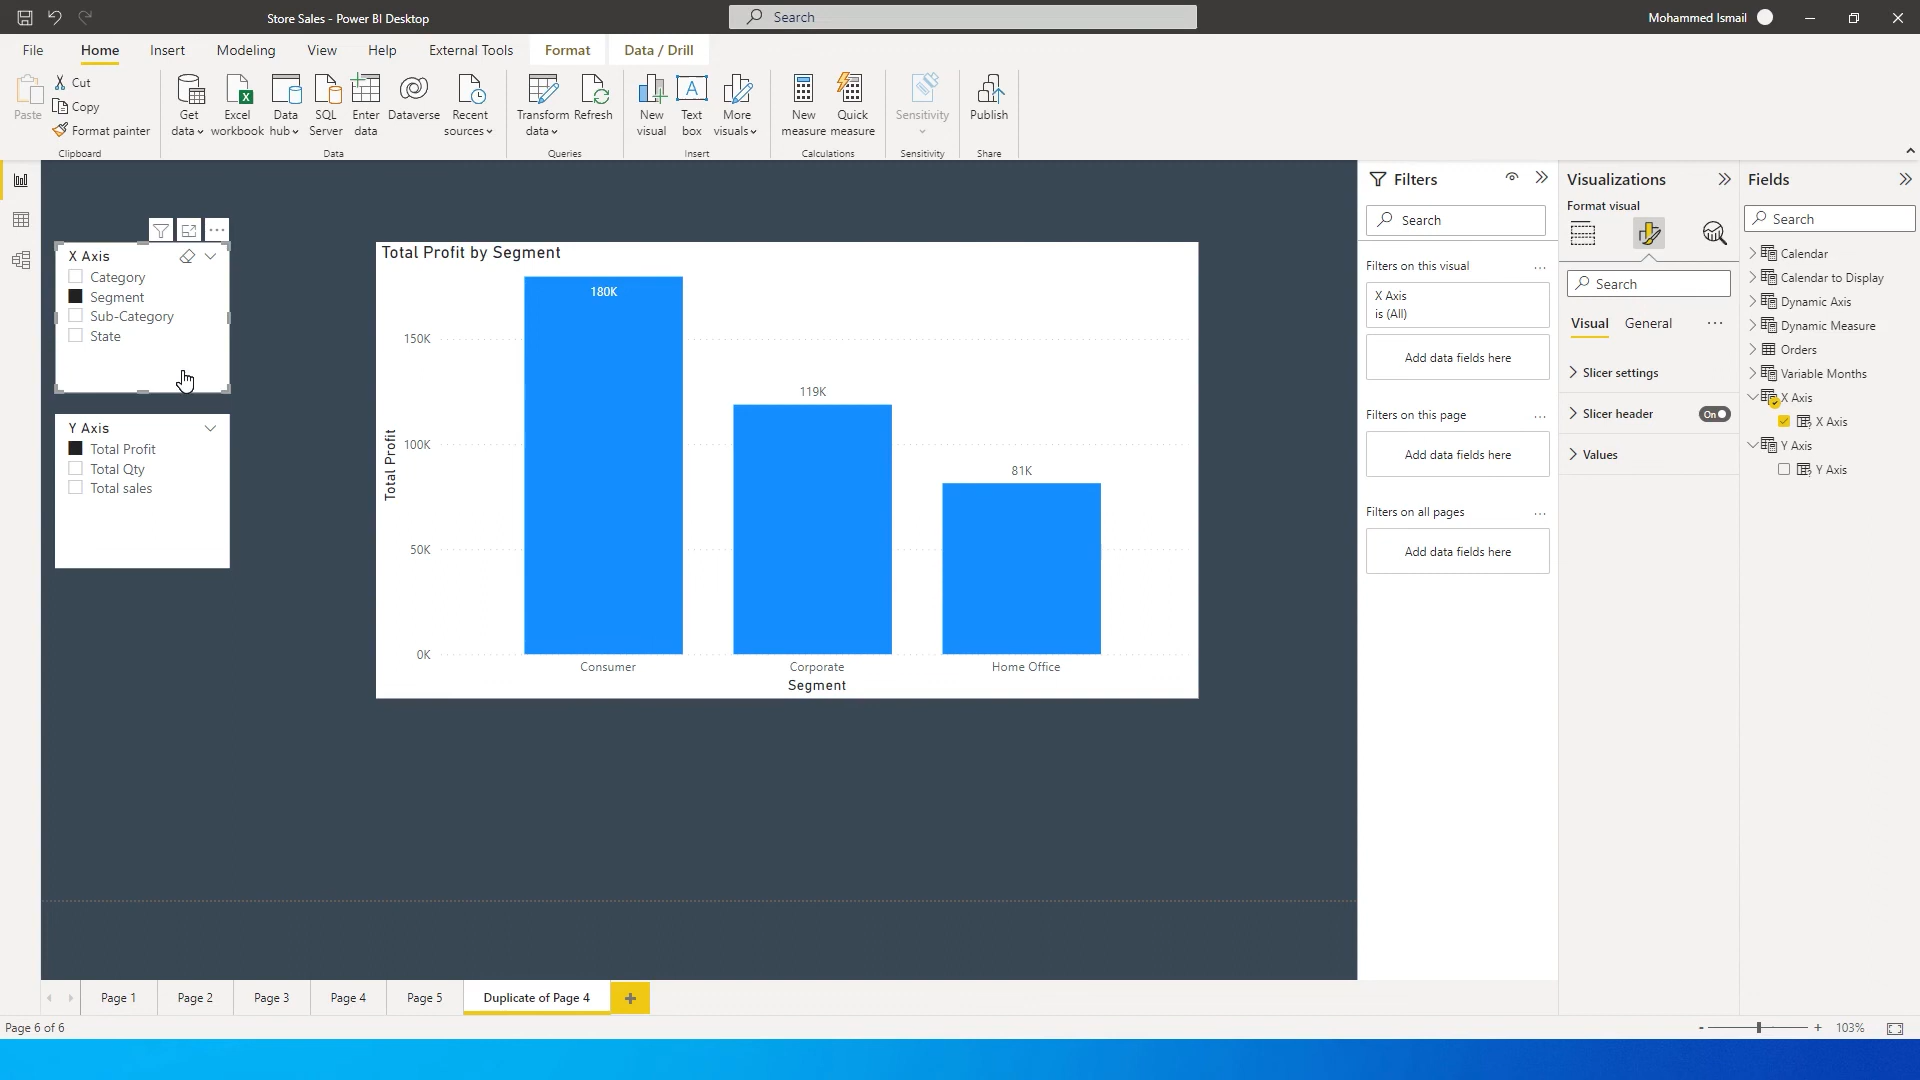 Store Sales - Power BI Desktop
Search
Mohammed Ismail
File
Home
Insert
Modeling
View
Help
External Tools
Format
Data / Drill
Paste
Cut
Copy
Format painter
Clipboard
Get data
Excel workbook
Data hub
SQL Server
Enter data
Dataverse
Recent sources
Data
Transform data
Refresh
Queries
New visual
Text box
More visuals
Insert
New measure
Quick measure
Calculations
Sensitivity
Sensitivity
Publish
Share
X Axis
Category
Segment
Sub-Category
State
Y Axis
Total Profit
Total Qty
Total sales
Total Profit by Segment
180K
150K
119K
100K
81K
50K
0K
Total Profit
Consumer
Corporate
Home Office
Segment
Filters
Search
Filters on this visual
X Axis
is (All)
Add data fields here
Filters on this page
Add data fields here
Filters on all pages
Add data fields here
Visualizations
Format visual
Search
Visual
General
Slicer settings
Slicer header
On
Values
Fields
Search
Calendar
Calendar to Display
Dynamic Axis
Dynamic Measure
Orders
Variable Months
X Axis
X Axis
Y Axis
Y Axis
Page 1
Page 2
Page 3
Page 4
Page 5
Duplicate of Page 4
Page 6 of 6
- + 103%